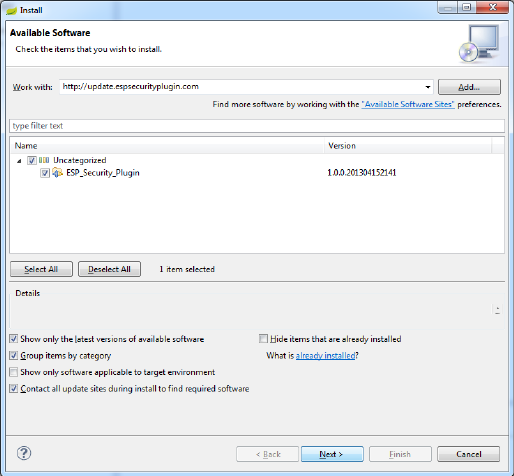 Install
Available Software
Check the items that you wish to install.
Work with: http://update.espsecurityplugin.com Add...
Find more software by working with the "Available Software Sites" preferences.
type filter text
Name Version
Uncategorized
ESP_Security_Plugin 1.0.0.201304152141
Select All Deselect All 1 item selected
Details
Show only the latest versions of available software Hide items that are already installed
Group items by category What is already installed?
Show only software applicable to target environment
Contact all update sites during install to find required software
? < Back Next > Finish Cancel